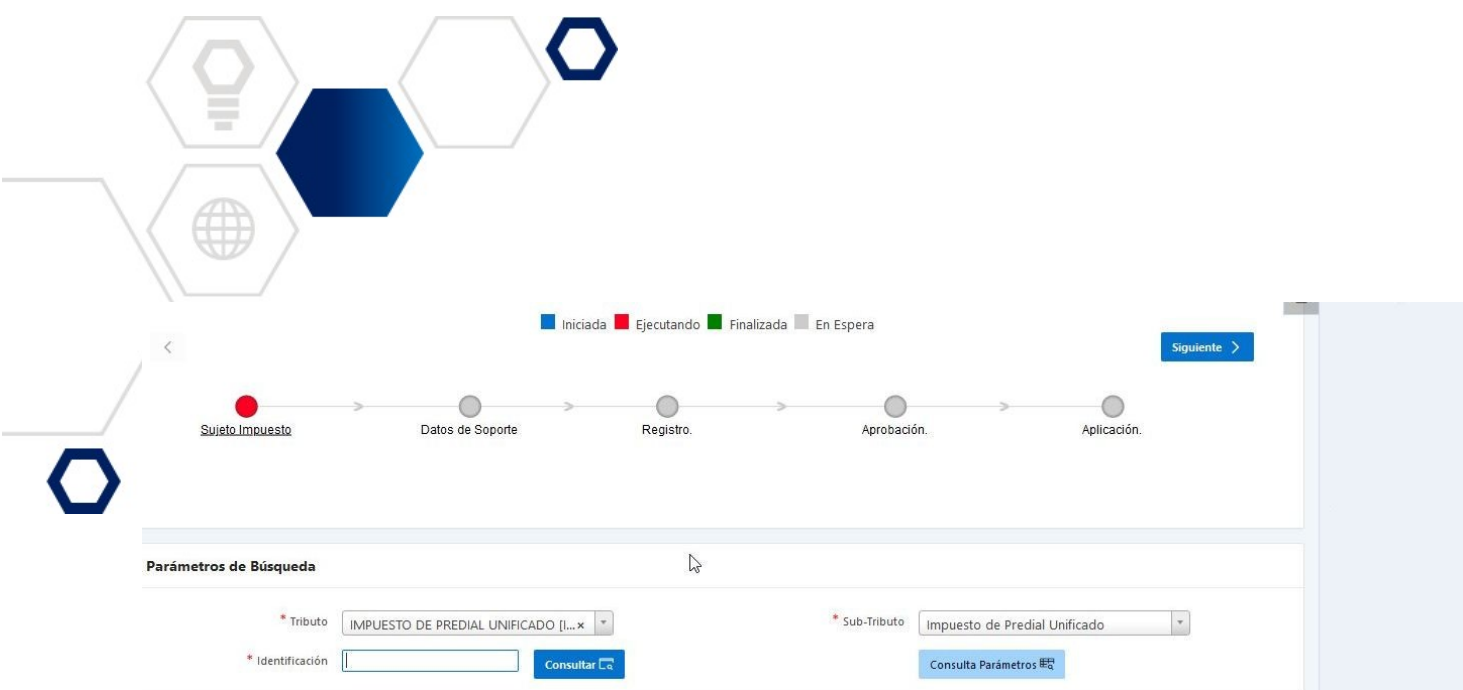 Iniciada Ejecutando Finalizada En Espera
Siguiente >
Sujeto Impuesto Datos de Soporte Registro. Aprobación. Aplicación.
Parámetros de Búsqueda
* Tributo IMPUESTO DE PREDIAL UNIFICADO [I... x * Sub-Tributo Impuesto de Predial Unificado
* Identificación Consultar Consulta Parámetros